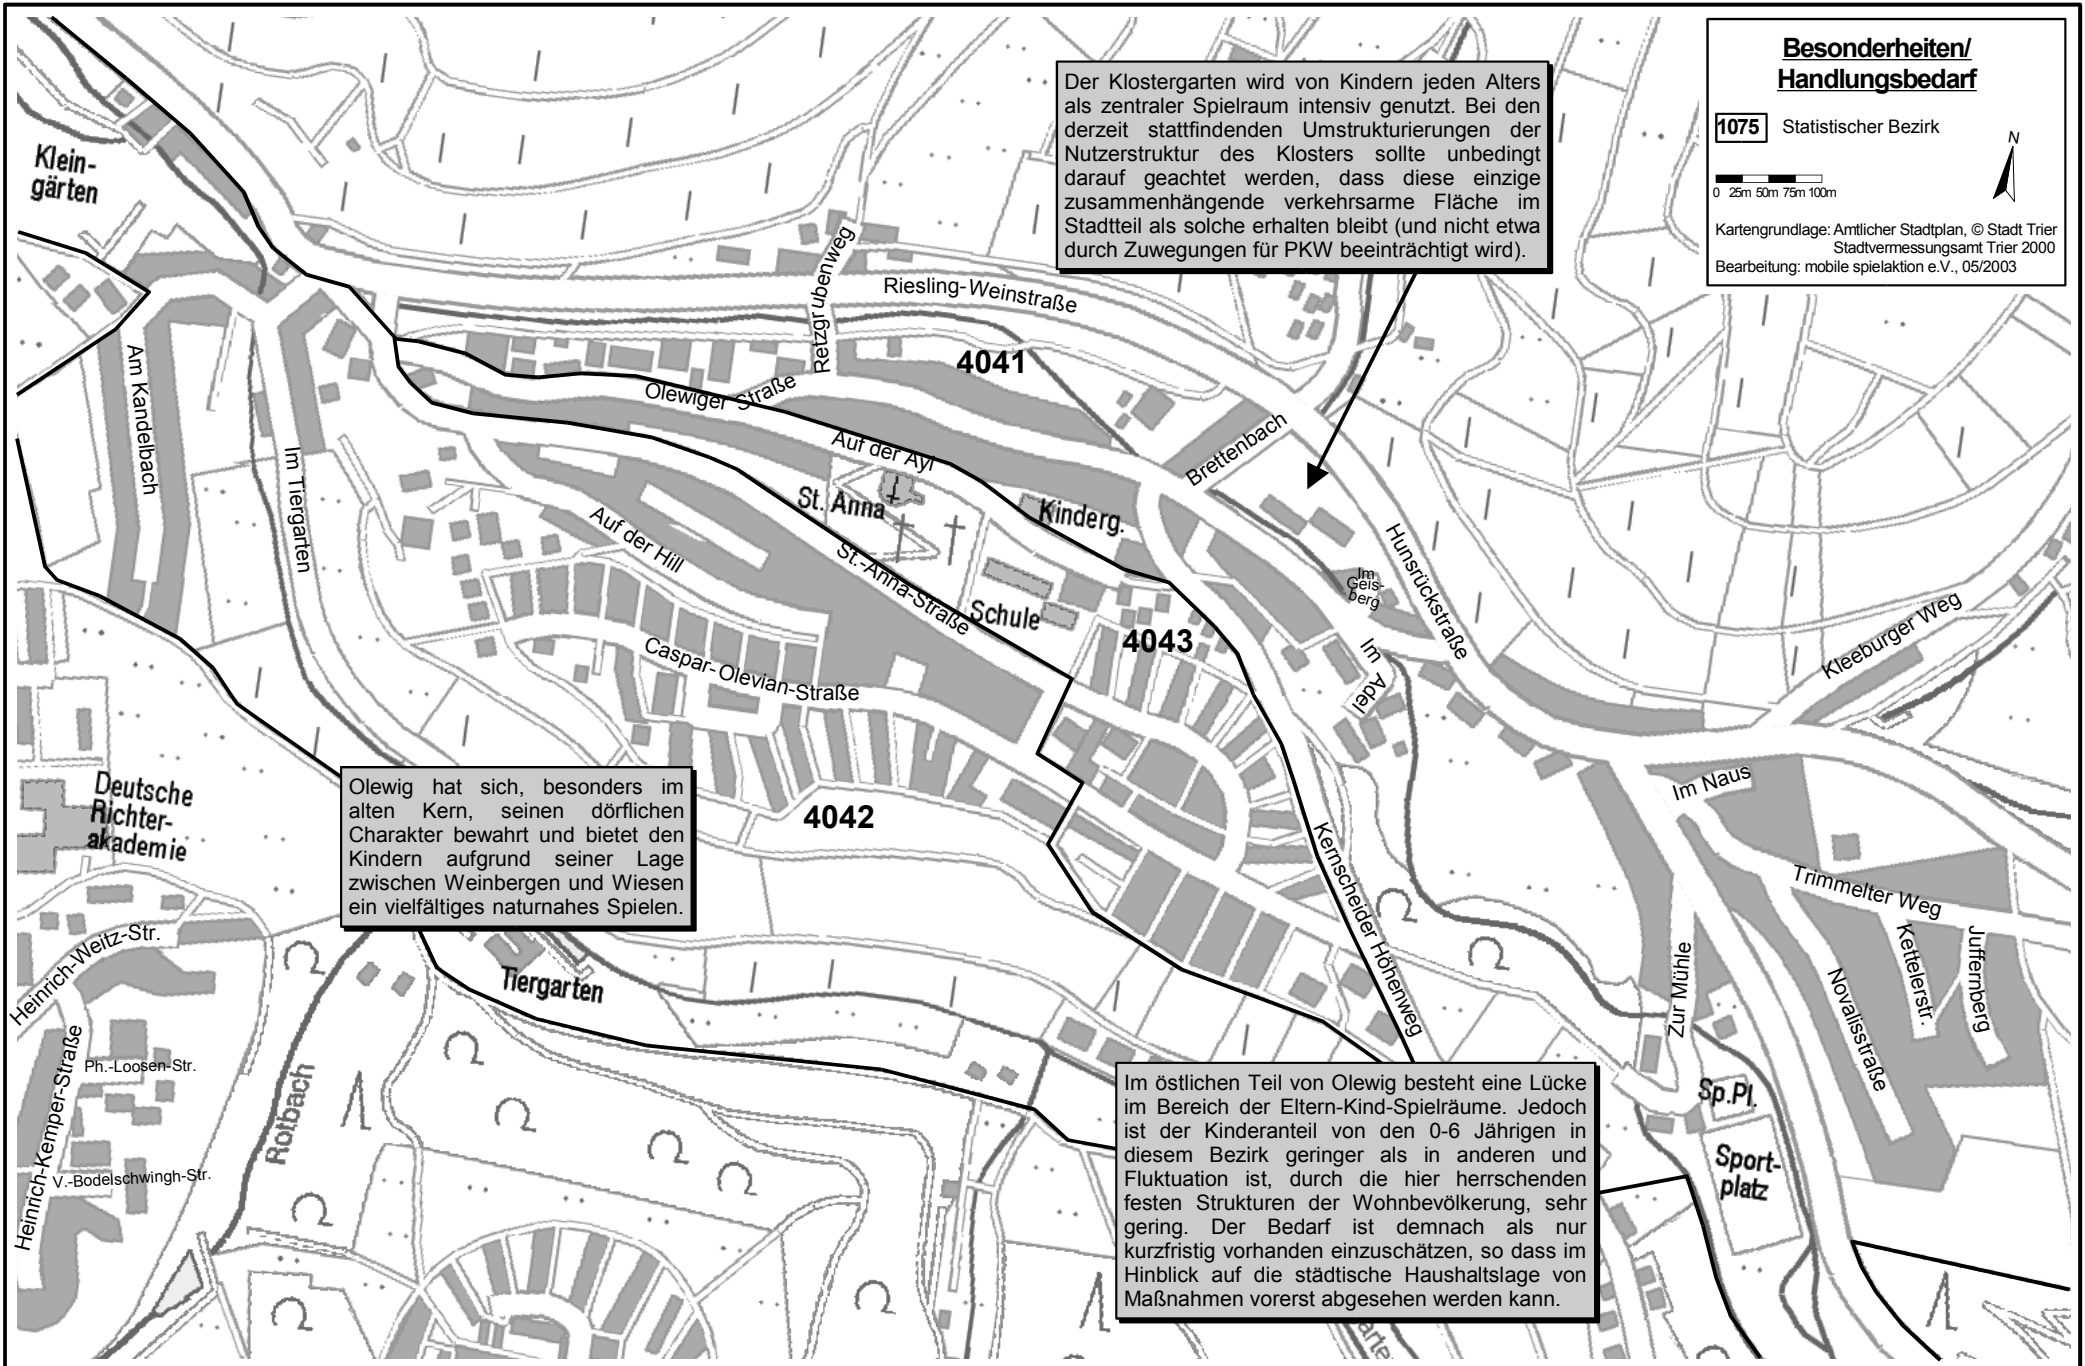 Besonderheiten/
Handlungsbedarf
1075 Statistischer Bezirk
N
0 25m 50m 75m 100m
Kartengrundlage: Amtlicher Stadtplan, © Stadt Trier
Stadtvermessungsamt Trier 2000
Bearbeitung: mobile spielaktion e.V., 05/2003
Der Klostergarten wird von Kindern jeden Alters
als zentraler Spielraum intensiv genutzt. Bei den
derzeit stattfindenden Umstrukturierungen der
Nutzerstruktur des Klosters sollte unbedingt
darauf geachtet werden, dass diese einzige
zusammenhängende verkehrsarme Fläche im
Stadtteil als solche erhalten bleibt (und nicht etwa
durch Zuwegungen für PKW beeinträchtigt wird).
Klein-
gärten
Riesling-Weinstraße
Retzgrubenweg
4041
Am Kandelbach
Olewiger Straße
Im Tiergarten
Auf der Ayl
Brettenbach
St. Anna
Kinderg.
Auf der Hill
St.-Anna-Straße
Schule
Hunsrückstraße
Im
Geis-
berg
4043
Im
Adel
Kleeburger Weg
Caspar-Olevian-Straße
Deutsche
Richter-
akademie
Olewig hat sich, besonders im
alten Kern, seinen dörflichen
Charakter bewahrt und bietet den
Kindern aufgrund seiner Lage
zwischen Weinbergen und Wiesen
ein vielfältiges naturnahes Spielen.
4042
Im Naus
Kernscheider Höhenweg
Trimmelter Weg
Kettelerstr.
Juffernberg
Novalisstraße
Zur Mühle
Heinrich-Weitz-Str.
Tiergarten
Heinrich-Kemper-Straße
Ph.-Loosen-Str.
Rotbach
V.-Bodelschwingh-Str.
Im östlichen Teil von Olewig besteht eine Lücke
im Bereich der Eltern-Kind-Spielräume. Jedoch
ist der Kinderanteil von den 0-6 Jährigen in
diesem Bezirk geringer als in anderen und
Fluktuation ist, durch die hier herrschenden
festen Strukturen der Wohnbevölkerung, sehr
gering. Der Bedarf ist demnach als nur
kurzfristig vorhanden einzuschätzen, so dass im
Hinblick auf die städtische Haushaltslage von
Maßnahmen vorerst abgesehen werden kann.
Sp.Pl.
Sport-
platz